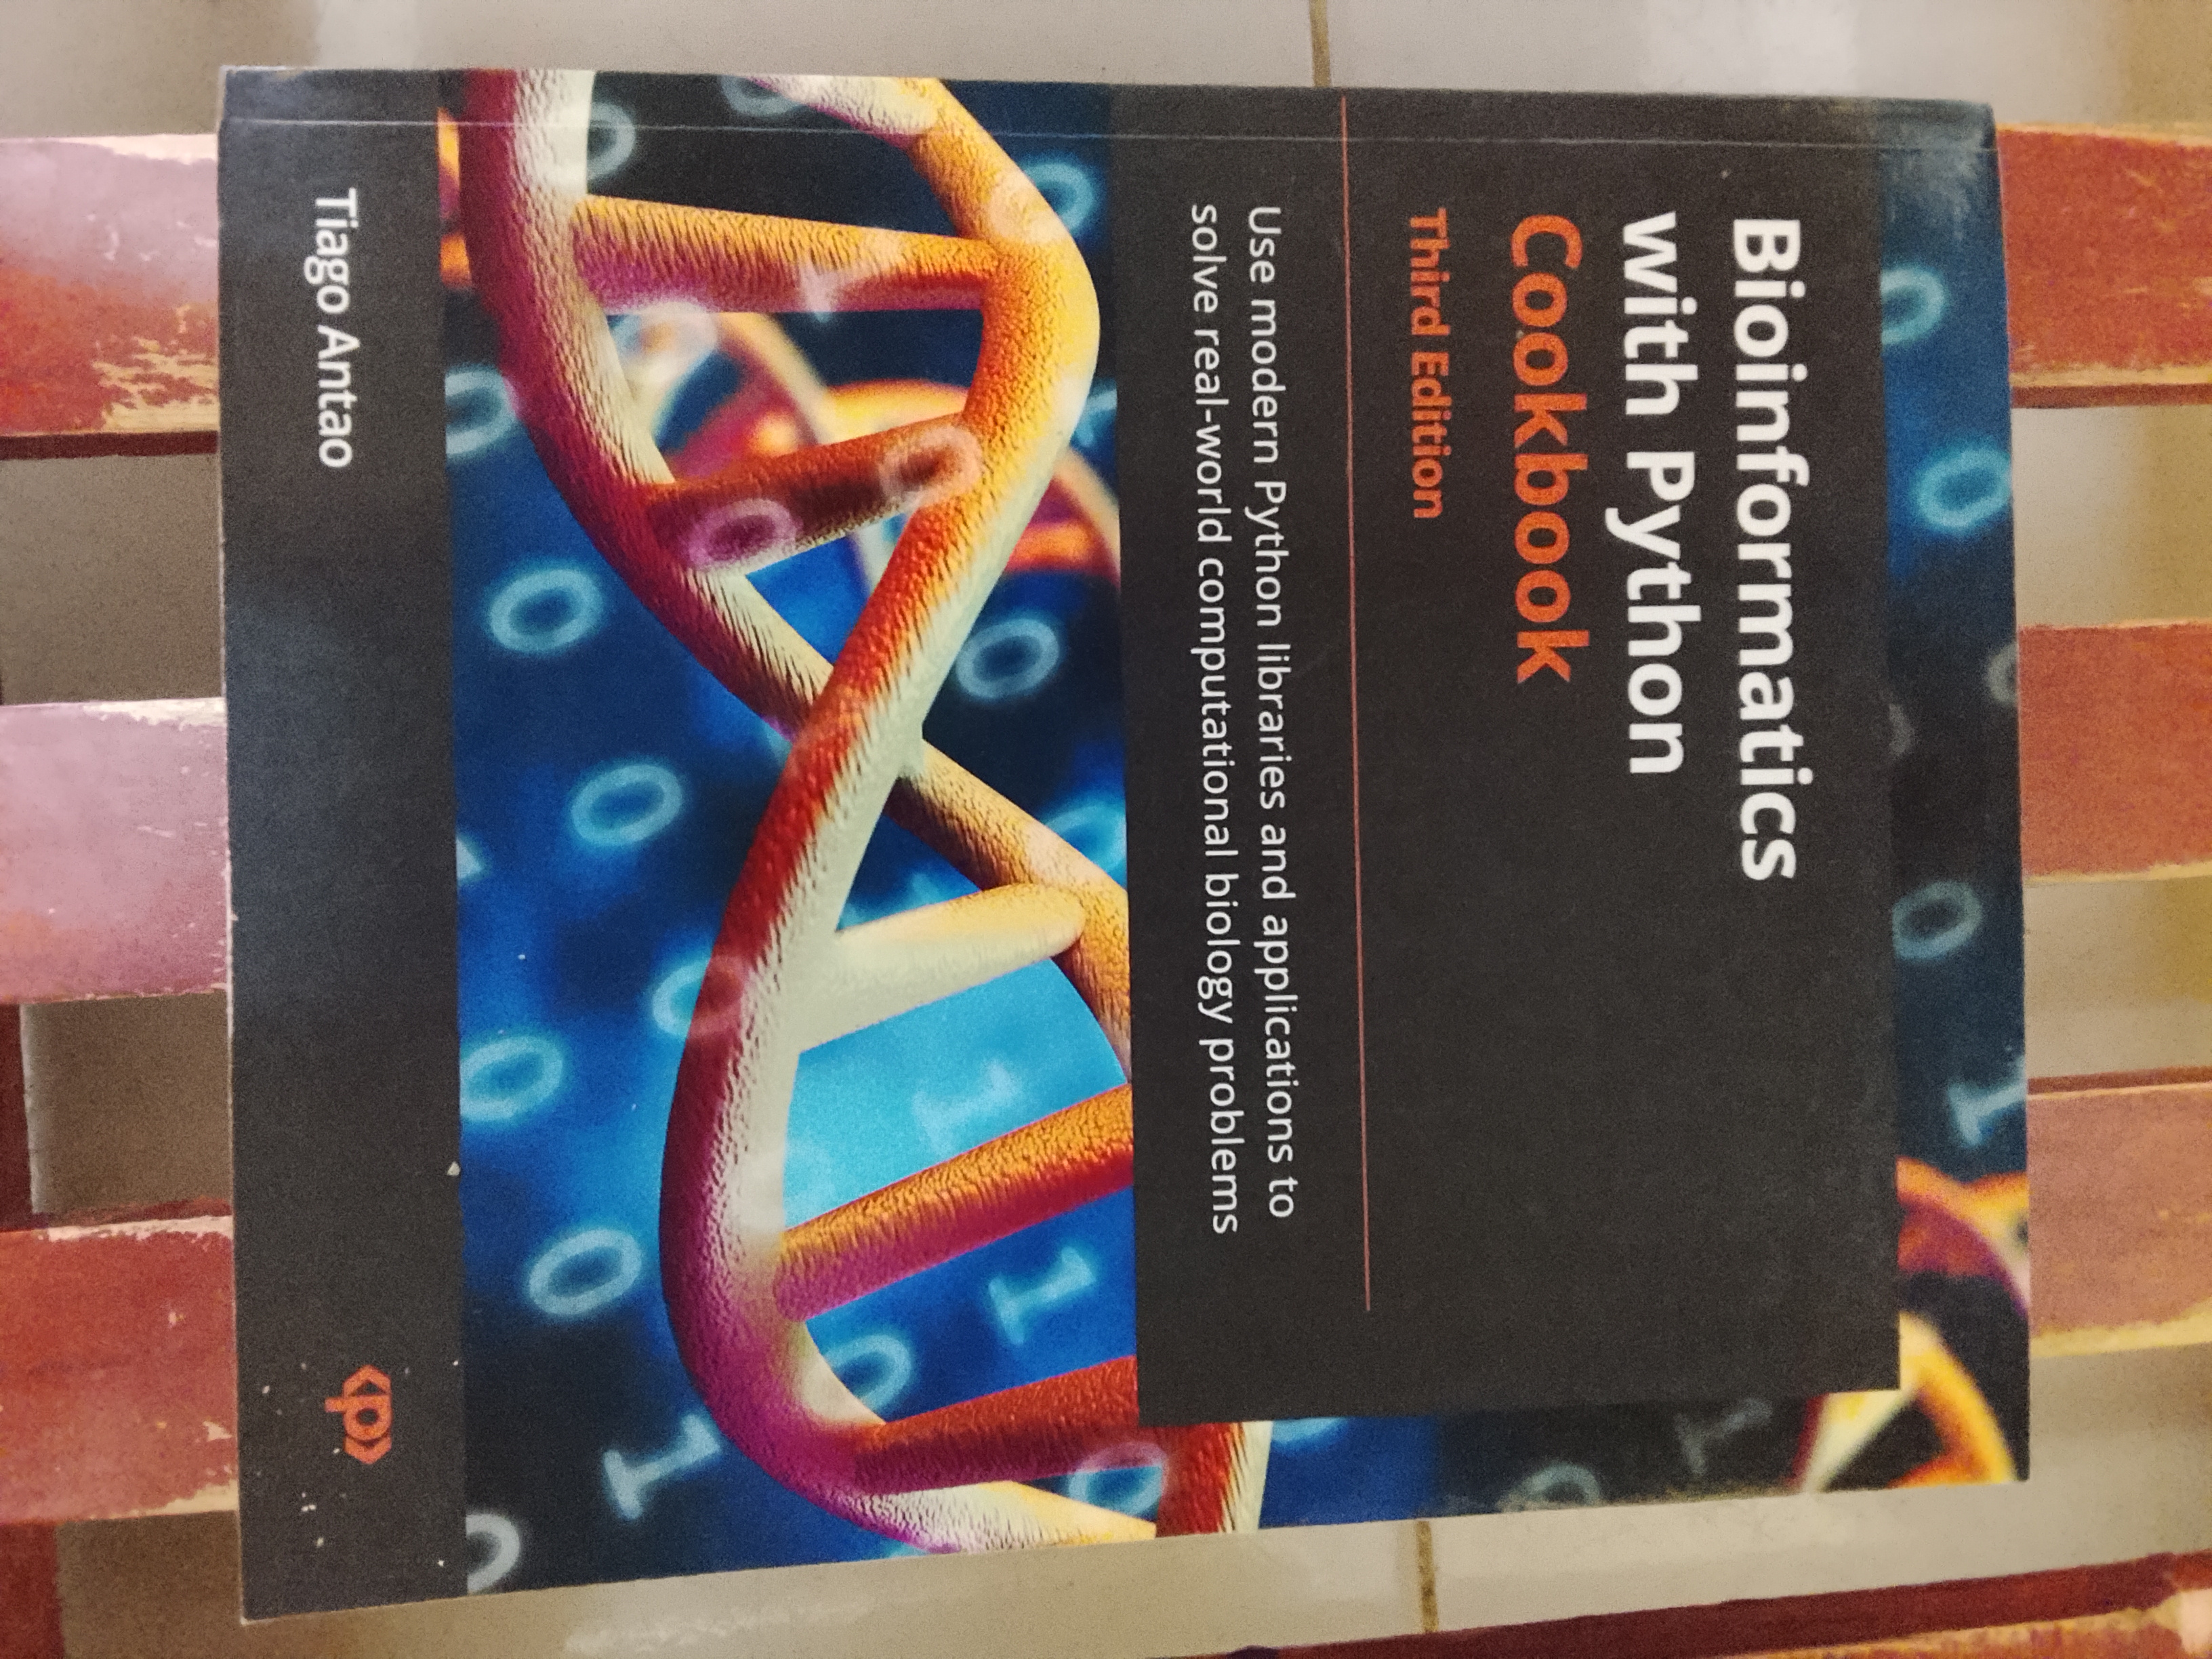 Bioinformatics
with Python
Cookbook
Third Edition
Use modern Python libraries and applications to
solve real-world computational biology problems
Tiago Antao
<p>